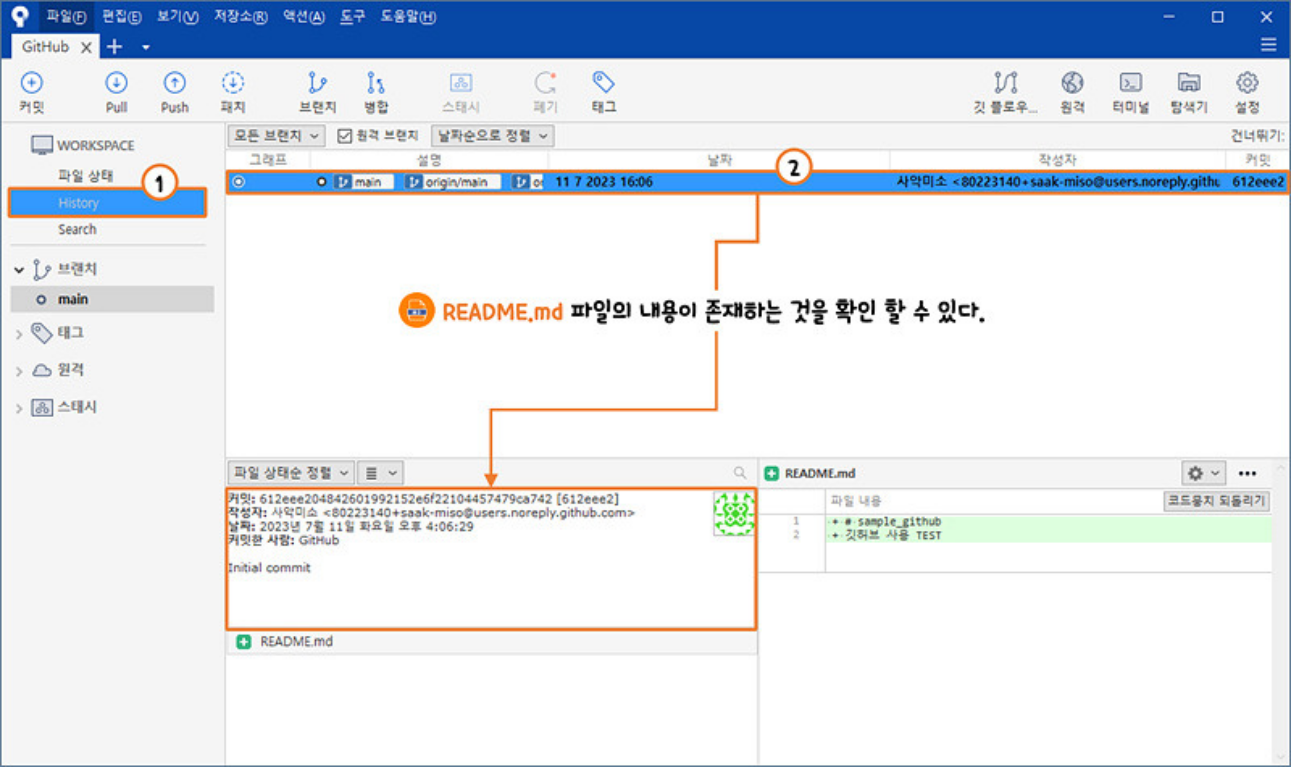 파일(F) 편집(E) 보기(V) 저장소(R) 액션(A) 도구 도움말(H)
GitHub
커밋 Pull Push 패치 브랜치 병합 스태시 폐기 태그 깃 플로우... 원격 터미널 탐색기 설정
WORKSPACE
파일 상태
1
History
Search
브랜치
main
태그
원격
스태시
모든 브랜치 원격 브랜치 날짜순으로 정렬 건너뛰기:
그래프 설명 날짜 작성자 커밋
2
main origin/main 11 7 2023 16:06 사악미소 <80223140+saak-miso@users.noreply.githu 612eee2
README.md 파일의 내용이 존재하는 것을 확인 할 수 있다.
파일 상태순 정렬
커밋: 612eee204842601992152e6f22104457479ca742 [612eee2]
작성자: 사악미소 <80223140+saak-miso@users.noreply.github.com>
날짜: 2023년 7월 11일 화요일 오후 4:06:29
커밋한 사람: GitHub
Initial commit
README.md
README.md
파일 내용 코드뭉치 되돌리기
1 + # sample_github
2 + 깃허브 사용 TEST